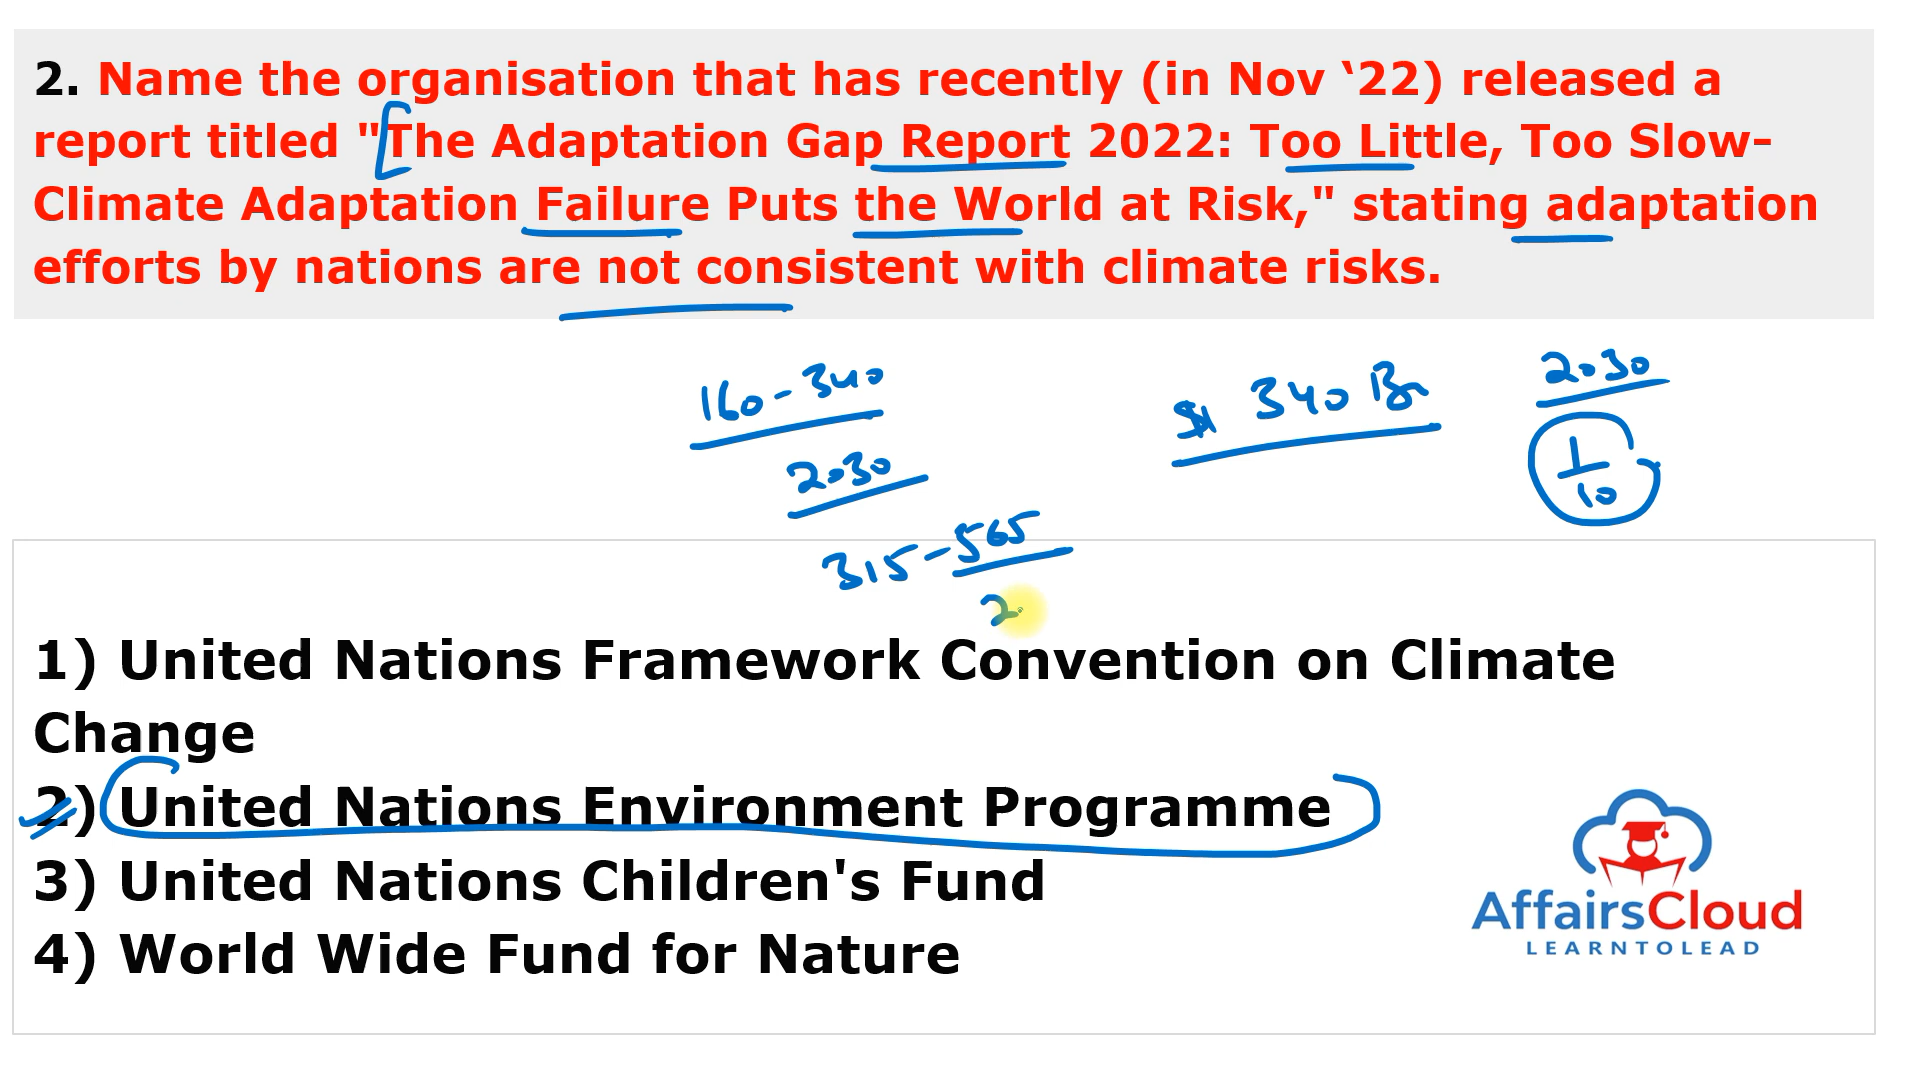 2. Name the organisation that has recently (in Nov ‘22) released a
report titled "The Adaptation Gap Report 2022: Too Little, Too Slow-
Climate Adaptation Failure Puts the World at Risk," stating adaptation
efforts by nations are not consistent with climate risks.
160-340
2030
$ 340 Bn
2030
1/10
315-565
2
1) United Nations Framework Convention on Climate
Change
2) United Nations Environment Programme
3) United Nations Children's Fund
4) World Wide Fund for Nature
AffairsCloud
LEARNTOLEAD